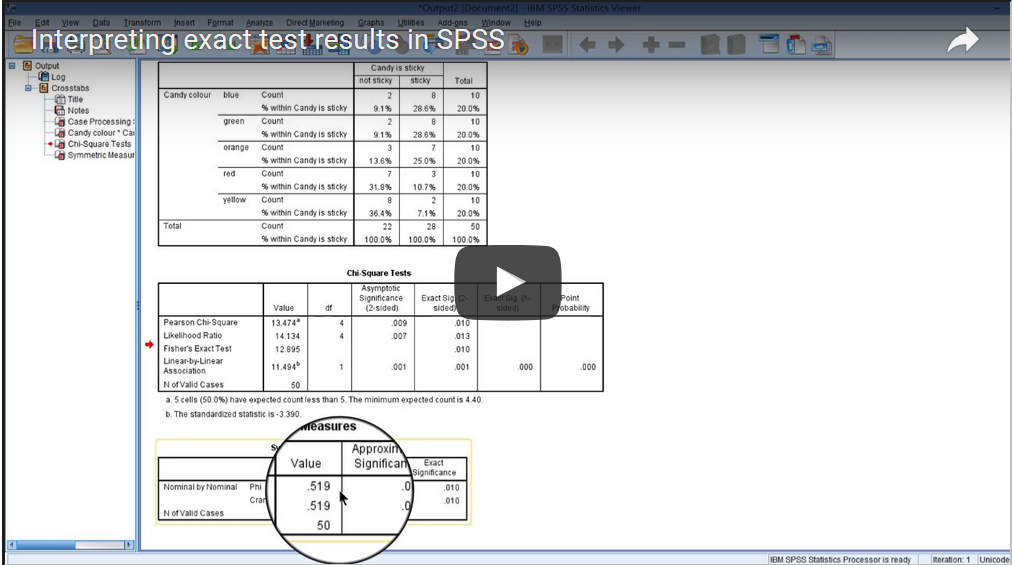 *Output2 [Document2] - IBM SPSS Statistics Viewer
File Edit View Data Transform Insert Format Analyze Direct Marketing Graphs Utilities Add-ons Window Help
Interpreting exact test results in SPSS
Output
Log
Crosstabs
Title
Notes
Case Processing
Candy colour * Ca
Chi-Square Tests
Symmetric Measur
Candy is sticky
not sticky sticky Total
Candy colour blue Count 2 8 10
% within Candy is sticky 9.1% 28.6% 20.0%
green Count 2 8 10
% within Candy is sticky 9.1% 28.6% 20.0%
orange Count 3 7 10
% within Candy is sticky 13.6% 25.0% 20.0%
red Count 7 3 10
% within Candy is sticky 31.8% 10.7% 20.0%
yellow Count 8 2 10
% within Candy is sticky 36.4% 7.1% 20.0%
Total Count 22 28 50
% within Candy is sticky 100.0% 100.0% 100.0%
Chi-Square Tests
Value df Asymptotic Significance (2-sided) Exact Sig. (2-sided) Exact Sig. (1-sided) Point Probability
Pearson Chi-Square 13.474a 4 .009 .010
Likelihood Ratio 14.134 4 .007 .013
Fisher's Exact Test 12.895 .010
Linear-by-Linear Association 11.494b 1 .001 .001 .000 .000
N of Valid Cases 50
a. 5 cells (50.0%) have expected count less than 5. The minimum expected count is 4.40.
b. The standardized statistic is -3.390.
Measures
Value Approxim Significan Exact Significance
Nominal by Nominal Phi .519 .0 .010
Cra .519 .0 .010
N of Valid Cases 50
IBM SPSS Statistics Processor is ready Iteration: 1 Unicode